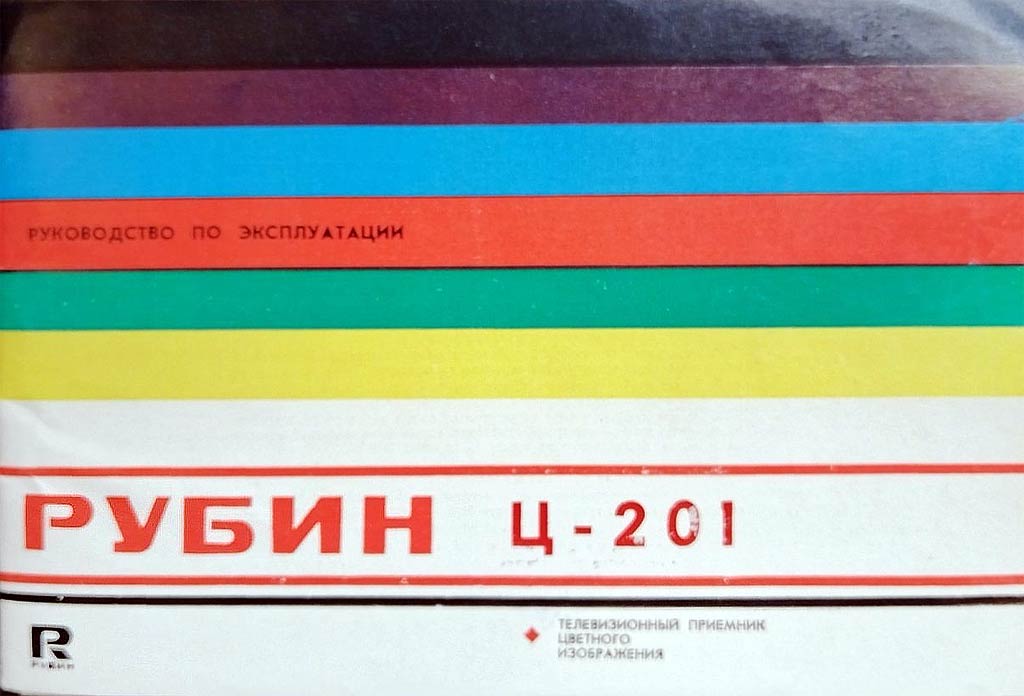 РУКОВОДСТВО ПО ЭКСПЛУАТАЦИИ
РУБИН Ц-201
R
РУБИН
ТЕЛЕВИЗИОННЫЙ ПРИЕМНИК
ЦВЕТНОГО
ИЗОБРАЖЕНИЯ